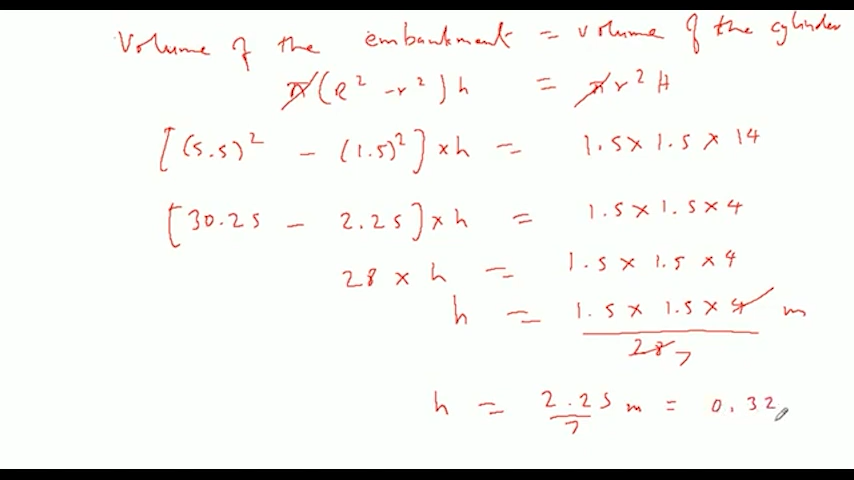 Volume of the embankment = volume of the cylinder
π(R² - r²)h = πr²H
[(5.5)² - (1.5)²] × h = 1.5 × 1.5 × 14
[30.25 - 2.25] × h = 1.5 × 1.5 × 4
28 × h = 1.5 × 1.5 × 4
h = 1.5 × 1.5 × 4 m
28 7
h = 2.25 m = 0.32
7